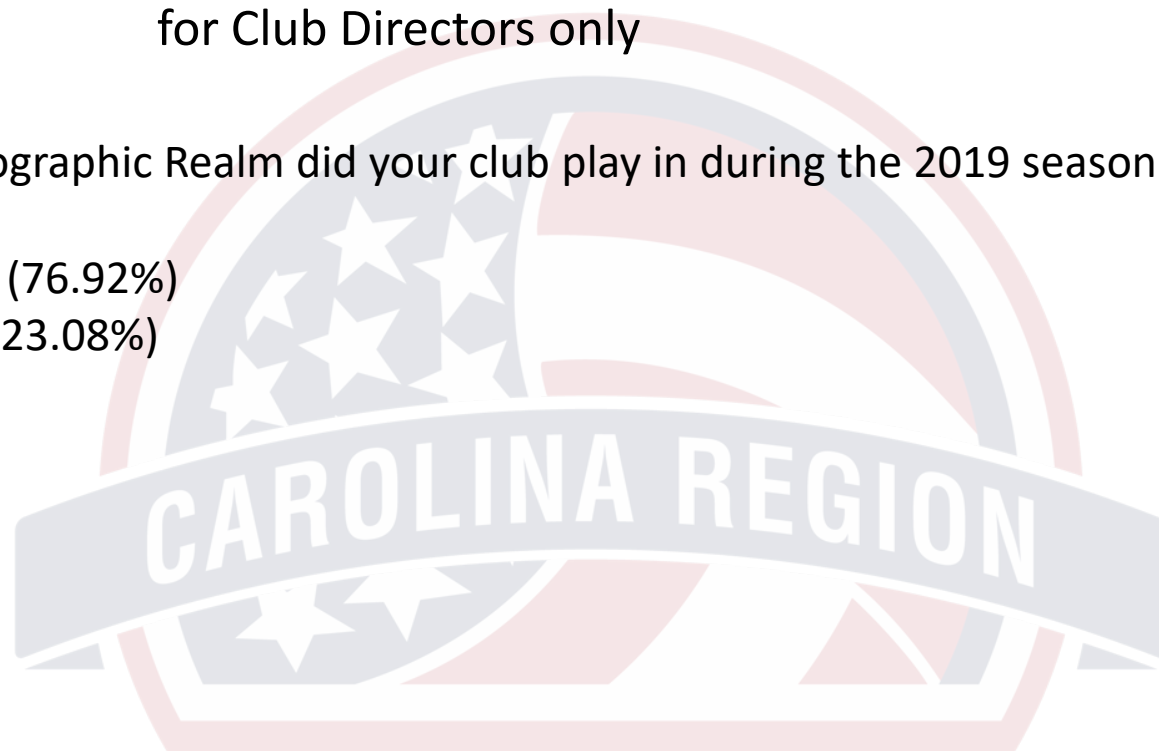 for Club Directors only
ographic Realm did your club play in during the 2019 season
(76.92%)
23.08%)
CAROLINA REGION